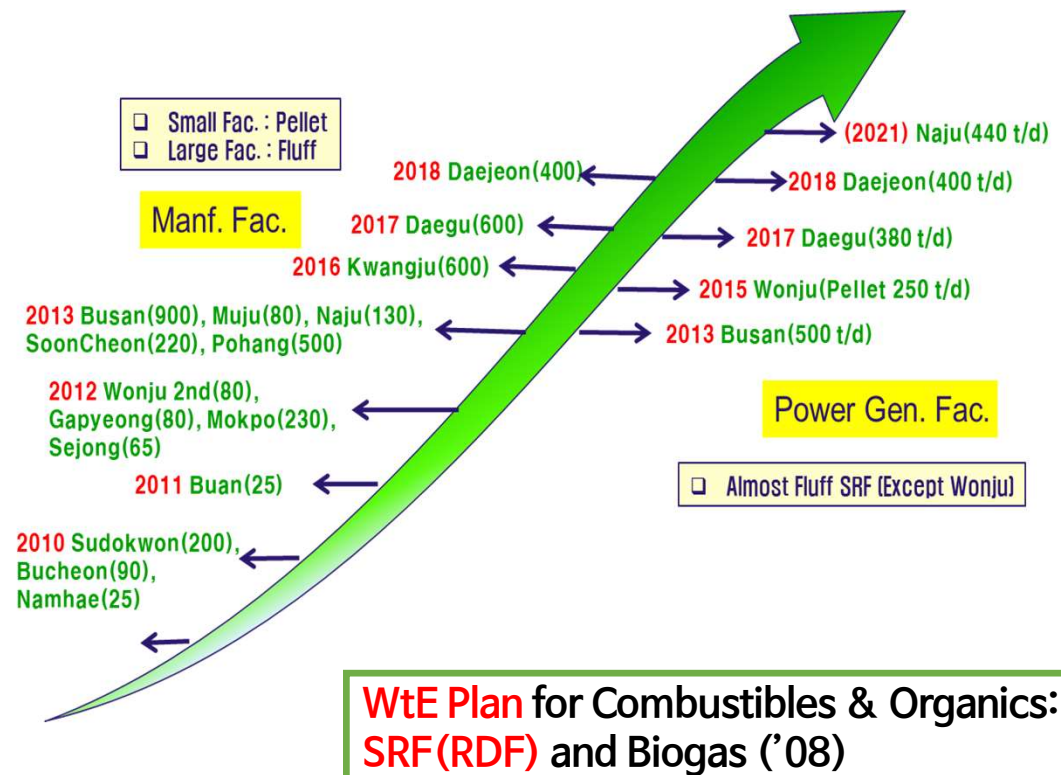 ❑ Small Fac. : Pellet
❑ Large Fac. : Fluff
Manf. Fac.
2018 Daejeon(400)
2017 Daegu(600)
2016 Kwangju(600)
2013 Busan(900), Muju(80), Naju(130),
SoonCheon(220), Pohang(500)
2012 Wonju 2nd(80),
Gapyeong(80), Mokpo(230),
Sejong(65)
2011 Buan(25)
2010 Sudokwon(200),
Bucheon(90),
Namhae(25)
(2021) Naju(440 t/d)
2018 Daejeon(400 t/d)
2017 Daegu(380 t/d)
2015 Wonju(Pellet 250 t/d)
2013 Busan(500 t/d)
Power Gen. Fac.
❑ Almost Fluff SRF (Except Wonju)
WtE Plan for Combustibles & Organics:
SRF(RDF) and Biogas (’08)